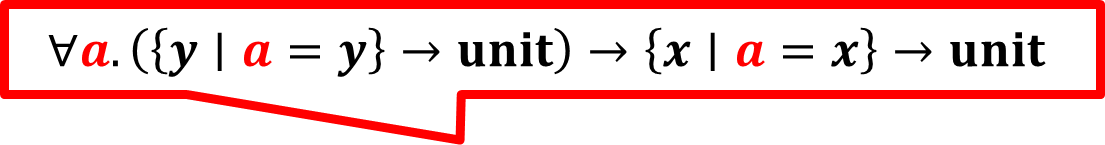 ∀a. ({y ∣ a = y} → unit) → {x ∣ a = x} → unit